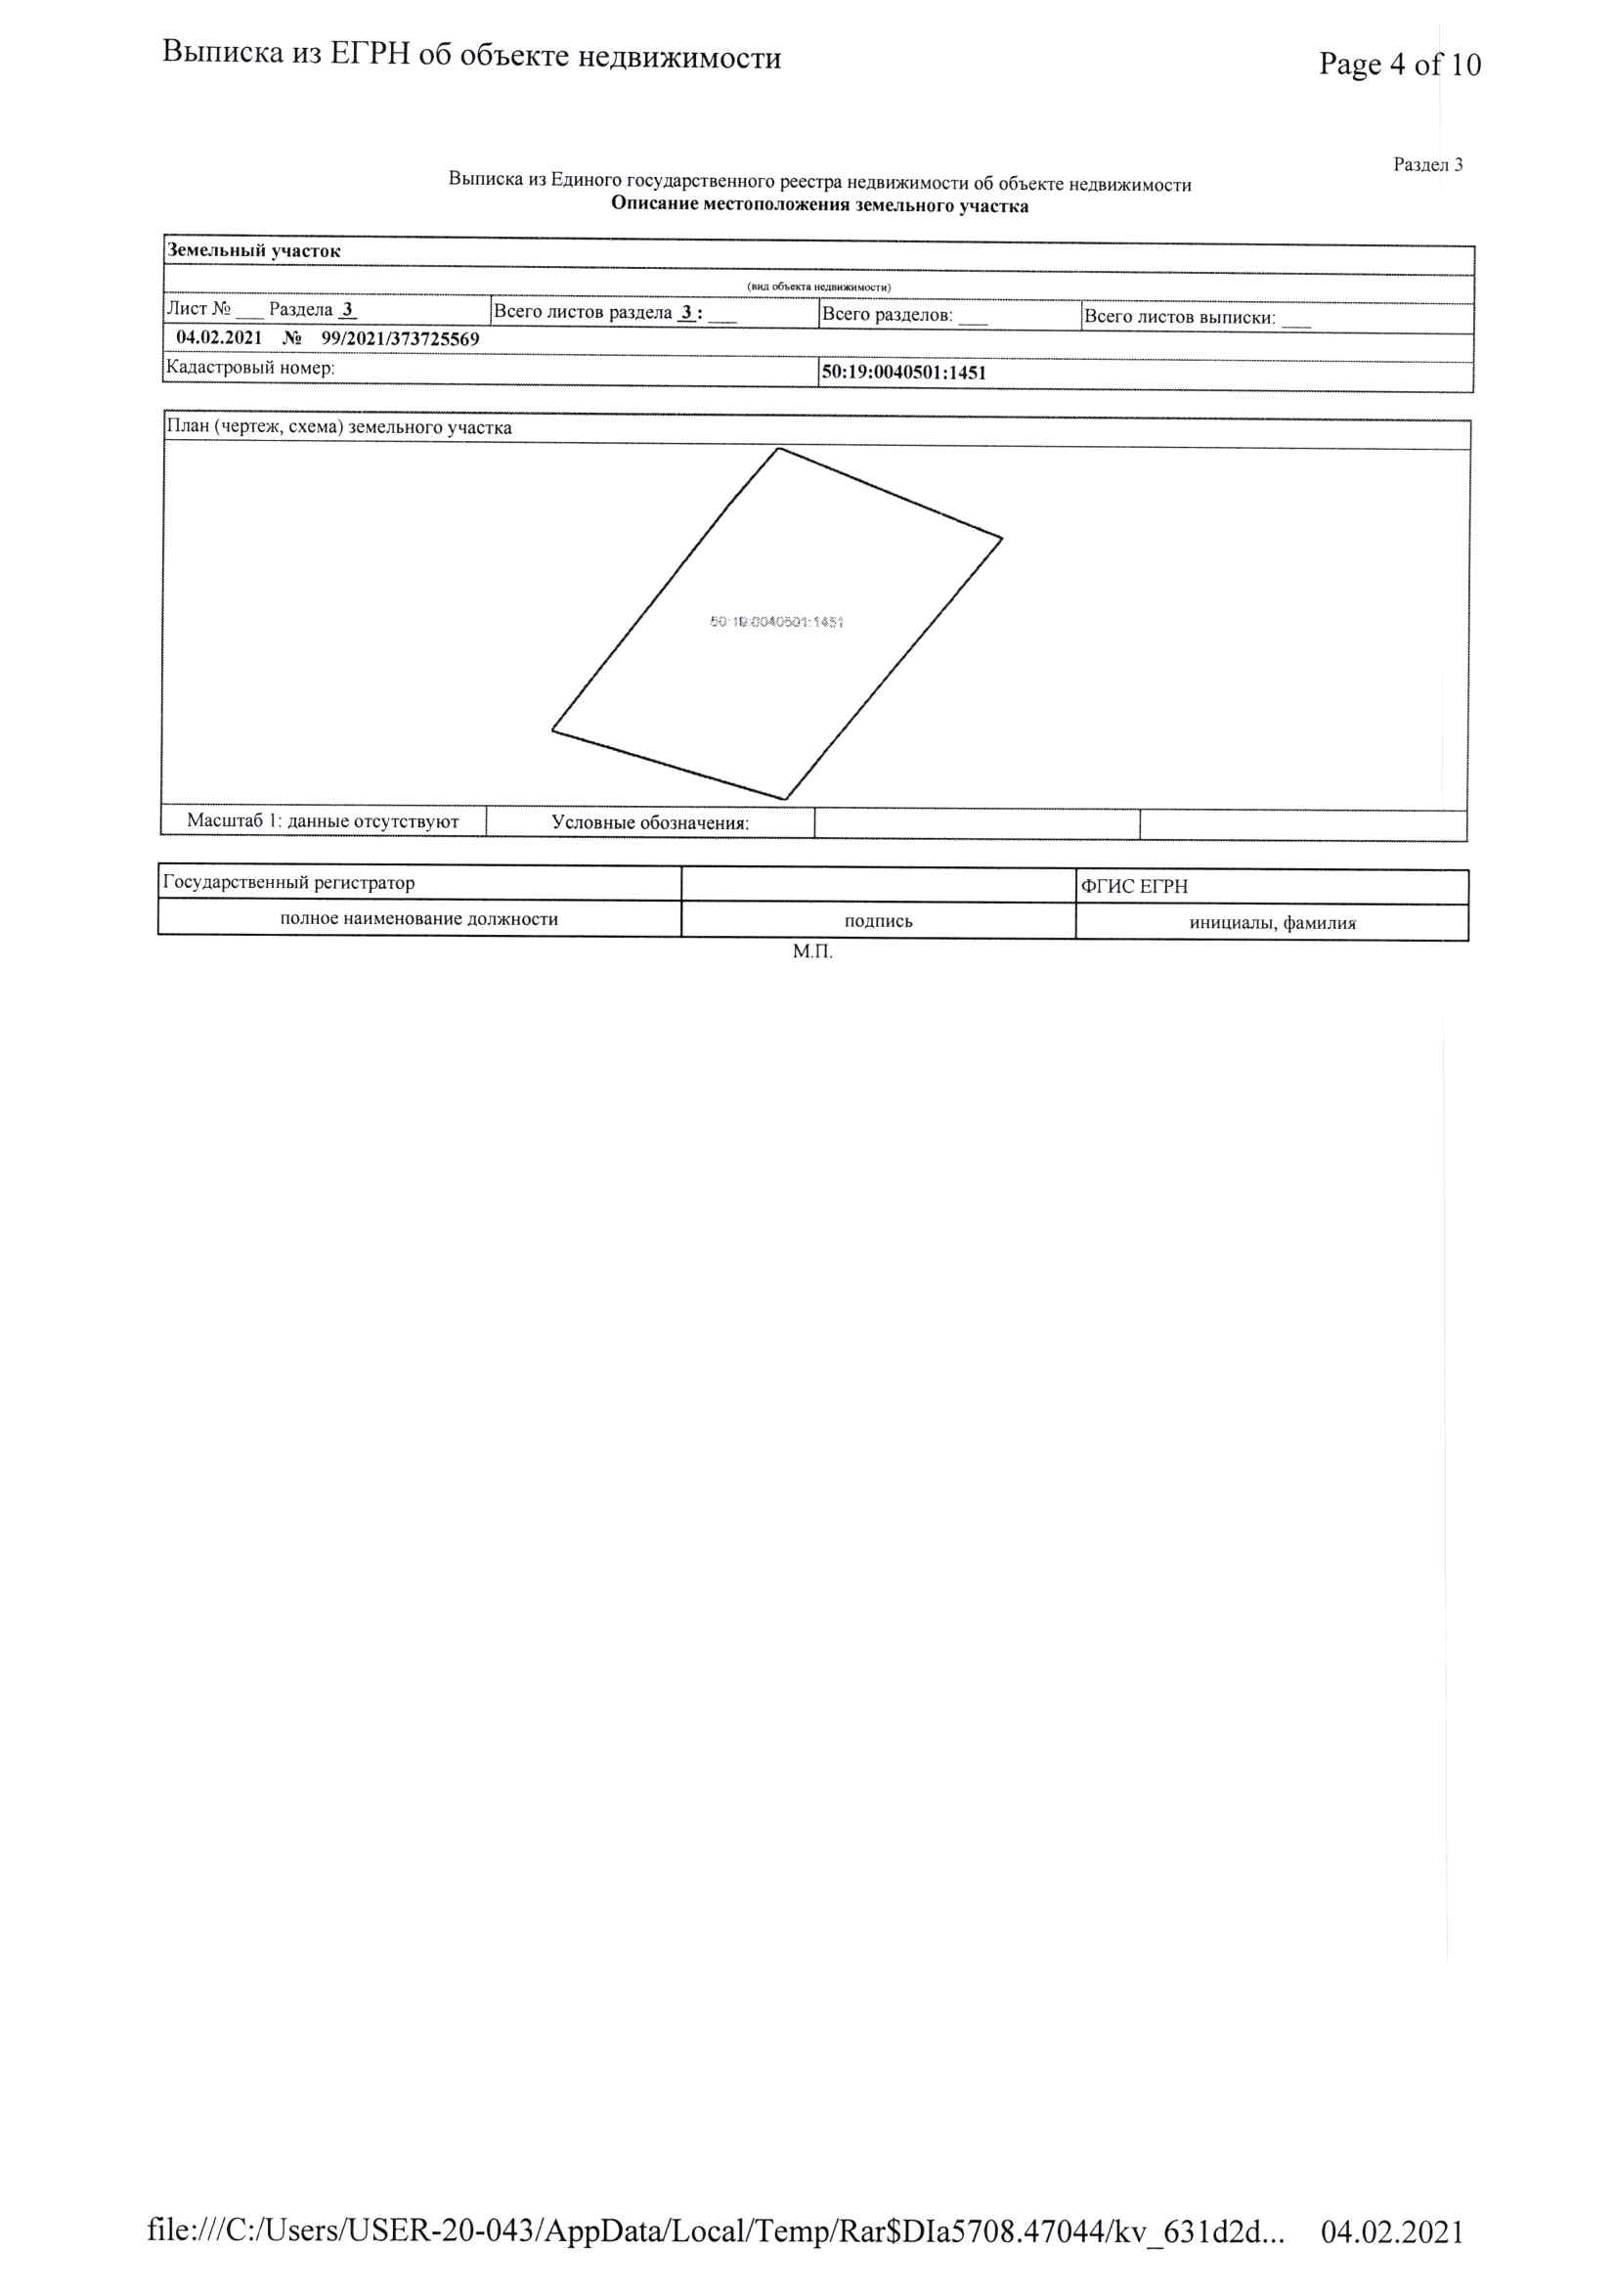 Выписка из ЕГРН об объекте недвижимости Page 4 of 10
Раздел 3
Выписка из Единого государственного реестра недвижимости об объекте недвижимости
Описание местоположения земельного участка
Земельный участок
(вид объекта недвижимости)
Лист № ___ Раздела 3 Всего листов раздела 3 : ___ Всего разделов: ___ Всего листов выписки: ___
04.02.2021 № 99/2021/373725569
Кадастровый номер: 50:19:0040501:1451
План (чертеж, схема) земельного участка
50:19:0040501:1451
Масштаб 1: данные отсутствуют Условные обозначения:
Государственный регистратор ФГИС ЕГРН
полное наименование должности подпись инициалы, фамилия
М.П.
file:///C:/Users/USER-20-043/AppData/Local/Temp/Rar$DIa5708.47044/kv_631d2d... 04.02.2021